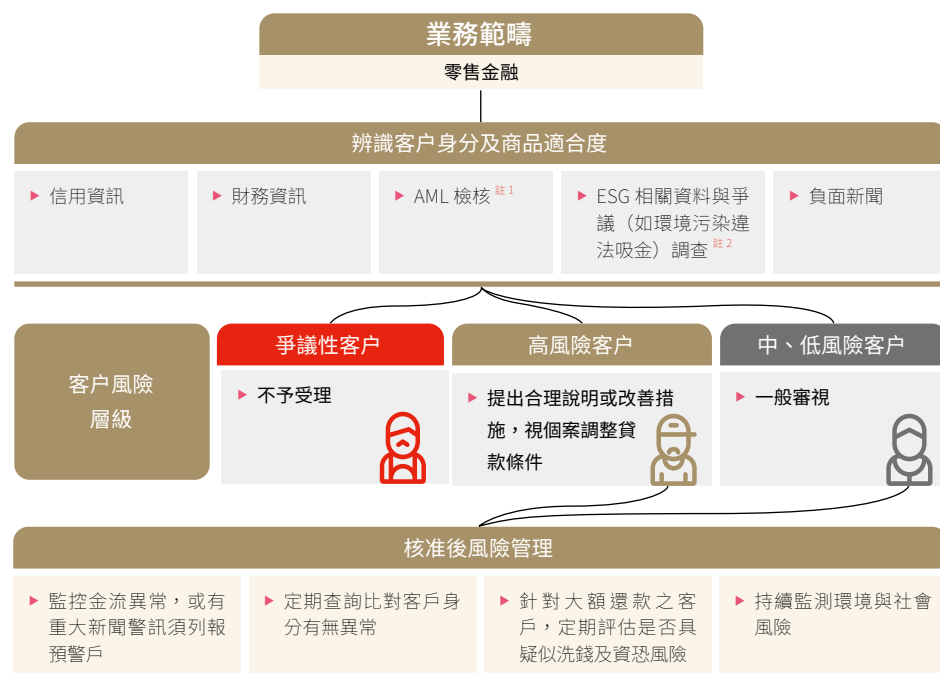 業務範疇
零售金融
辨識客户身分及商品適合度
▶ 信用資訊
▶ 財務資訊
▶ AML 檢核 註 1
▶ ESG 相關資料與爭
議（如環境污染違
法吸金）調查 註 2
▶ 負面新聞
客户風險
層級
爭議性客户
▶ 不予受理
高風險客户
▶ 提出合理說明或改善措
施，視個案調整貸
款條件
中、低風險客户
▶ 一般審視
核准後風險管理
▶ 監控金流異常，或有
重大新聞警訊須列報
預警戶
▶ 定期查詢比對客戶身
分有無異常
▶ 針對大額還款之客
戶，定期評估是否具
疑似洗錢及資恐風險
▶ 持續監測環境與社會
風險